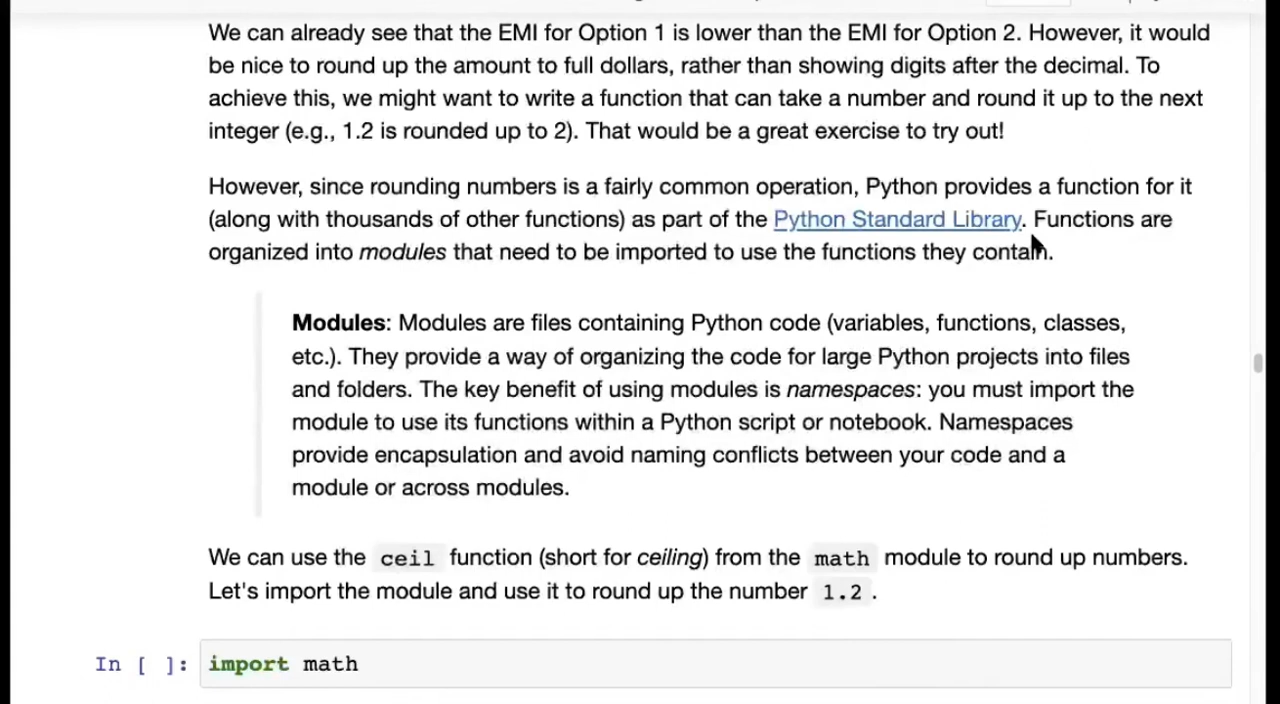 We can already see that the EMI for Option 1 is lower than the EMI for Option 2. However, it would
be nice to round up the amount to full dollars, rather than showing digits after the decimal. To
achieve this, we might want to write a function that can take a number and round it up to the next
integer (e.g., 1.2 is rounded up to 2). That would be a great exercise to try out!
However, since rounding numbers is a fairly common operation, Python provides a function for it
(along with thousands of other functions) as part of the Python Standard Library. Functions are
organized into modules that need to be imported to use the functions they contain.
Modules: Modules are files containing Python code (variables, functions, classes,
etc.). They provide a way of organizing the code for large Python projects into files
and folders. The key benefit of using modules is namespaces: you must import the
module to use its functions within a Python script or notebook. Namespaces
provide encapsulation and avoid naming conflicts between your code and a
module or across modules.
We can use the ceil function (short for ceiling) from the math module to round up numbers.
Let's import the module and use it to round up the number 1.2 .
In [ ]: import math